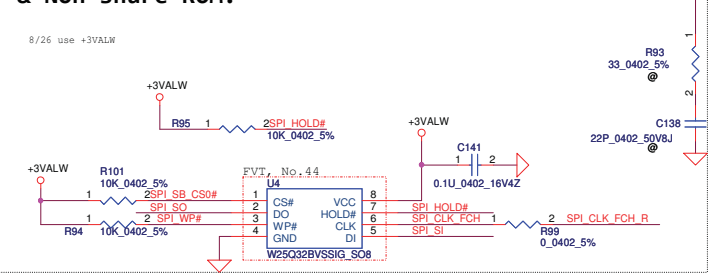 & Non Share ROM.
8/26 use +3VALW
R93
33_0402_5%
@
1
2
C138
22P_0402_50V8J
@
+3VALW
R95 1 2 SPI_HOLD#
10K_0402_5%
+3VALW
C141
1 2
0.1U_0402_16V4Z
+3VALW
R101
10K_0402_5%
1 2 SPI_SB_CS0#
SPI_SO
1 2 SPI_WP#
R94 10K_0402_5%
FVT, No.44
U4
1 CS# VCC 8
2 DO HOLD# 7 SPI_HOLD#
3 WP# CLK 6 SPI_CLK_FCH
4 GND DI 5 SPI_SI
W25Q32BVSSIG_SO8
1 2 SPI_CLK_FCH_R
R99
0_0402_5%